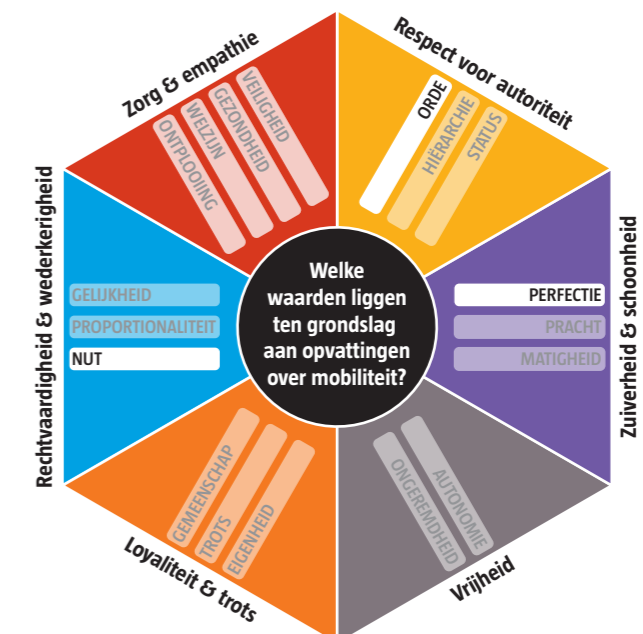 Zorg & empathie
ONTPLOOIING
WELZIJN
GEZONDHEID
VEILIGHEID
Respect voor autoriteit
ORDE
HIËRARCHIE
STATUS
Rechtvaardigheid & wederkerigheid
GELIJKHEID
PROPORTIONALITEIT
NUT
Welke
waarden liggen
ten grondslag
aan opvattingen
over mobiliteit?
Zuiverheid & schoonheid
PERFECTIE
PRACHT
MATIGHEID
Loyaliteit & trots
GEMEENSCHAP
TROTS
EIGENHEID
Vrijheid
ONGEREMDHEID
AUTONOMIE